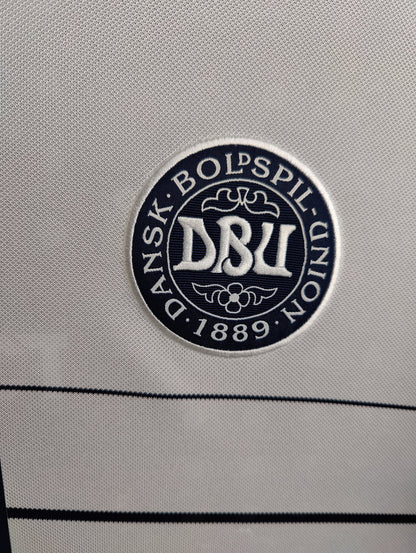 DANSK · BOLDSPIL-UNION
DBU
· 1889 ·